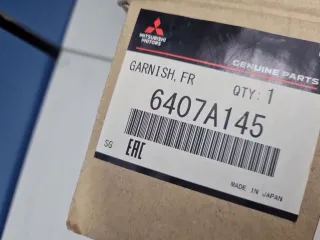 MITSUBISHI
MOTORS
GENUINE PARTS
GARNISH,FR
QTY: 1
6407A145
SG
EAC
MADE IN JAPAN